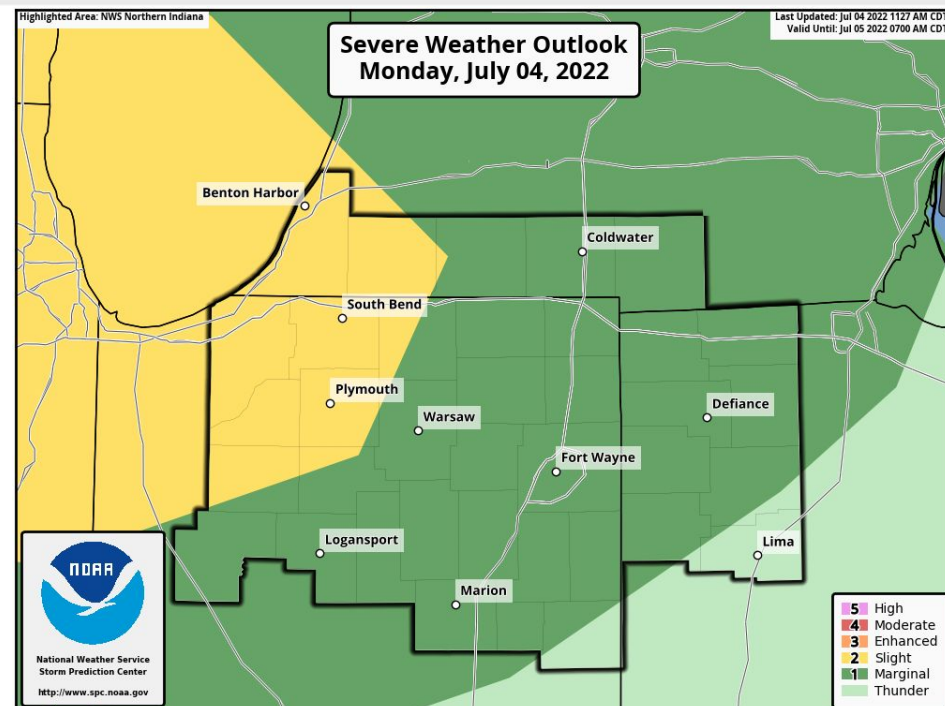 Highlighted Area: NWS Northern Indiana
Last Updated: Jul 04 2022 1127 AM CDT
Valid Until: Jul 05 2022 0700 AM CDT
Severe Weather Outlook
Monday, July 04, 2022
Benton Harbor
Coldwater
South Bend
Plymouth
Warsaw
Defiance
Fort Wayne
Logansport
Lima
Marion
NOAA
National Weather Service
Storm Prediction Center
http://www.spc.noaa.gov
5 High
4 Moderate
3 Enhanced
2 Slight
1 Marginal
Thunder